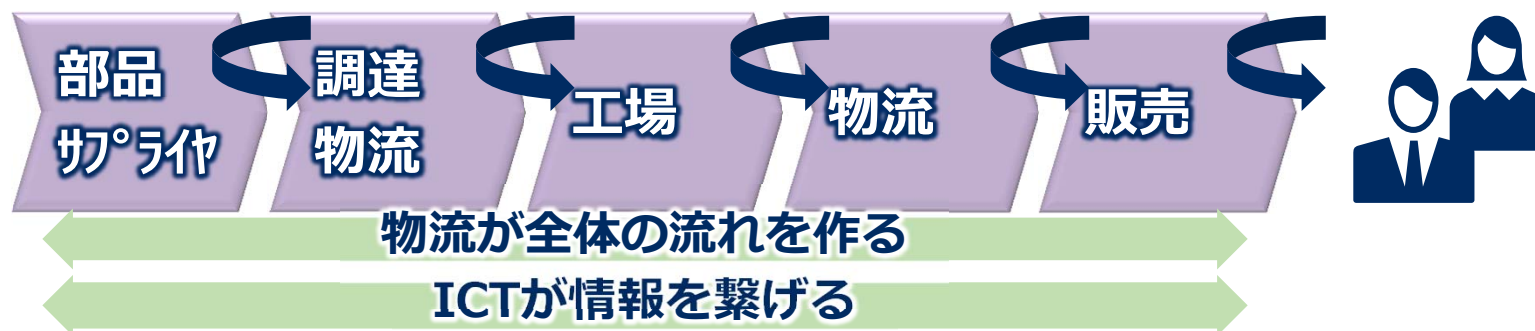 部品
ｻﾌﾟﾗｲﾔ
調達
物流
工場
物流
販売
物流が全体の流れを作る
ICTが情報を繋げる